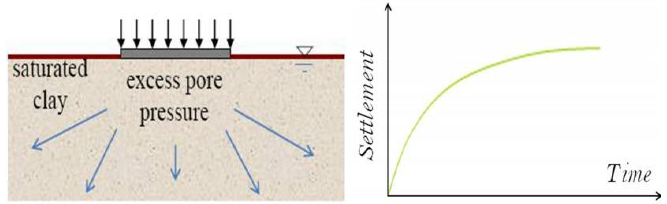 saturated
clay
excess pore
pressure
Settlement
Time